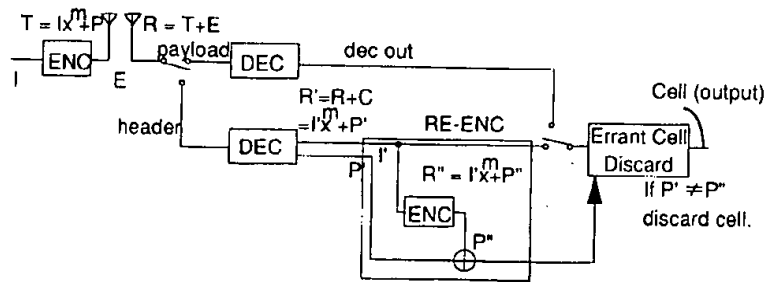 T = Ix^m+P
R = T+E
payload
ENC
DEC
dec out
I
E
R'=R+C
=I'x^m+P'
header
DEC
RE-ENC
Cell (output)
Errant Cell
Discard
P'
I'
R" = I'x^m+P"
ENC
P"
If P' ≠P"
discard cell.